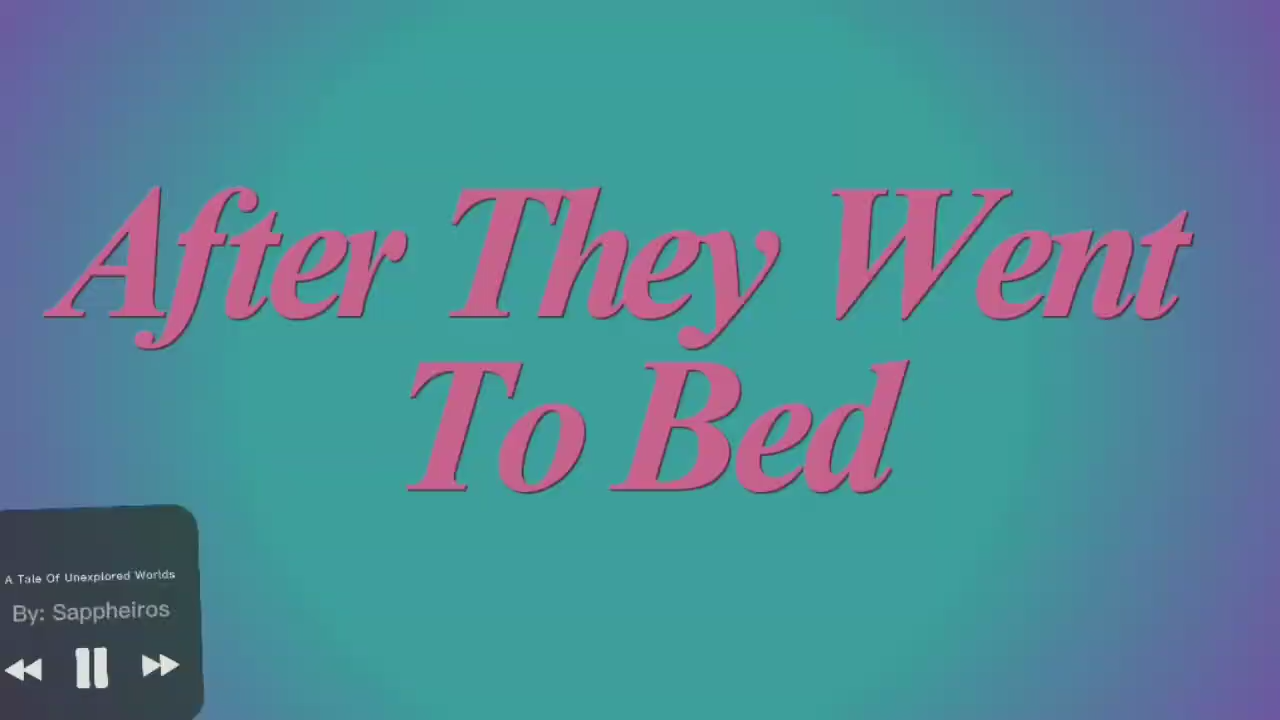 After They Went
To Bed
A Tale Of Unexplored Worlds
By: Sappheiros